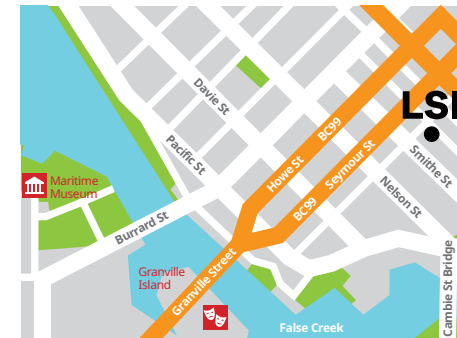 Davie St
LSI
Pacific St
BC99
Howe St
Seymour St
BC99
Smithe St
Nelson St
Maritime
Museum
Burrard St
Granville
Island
Granville Street
False Creek
Cambie St Bridge